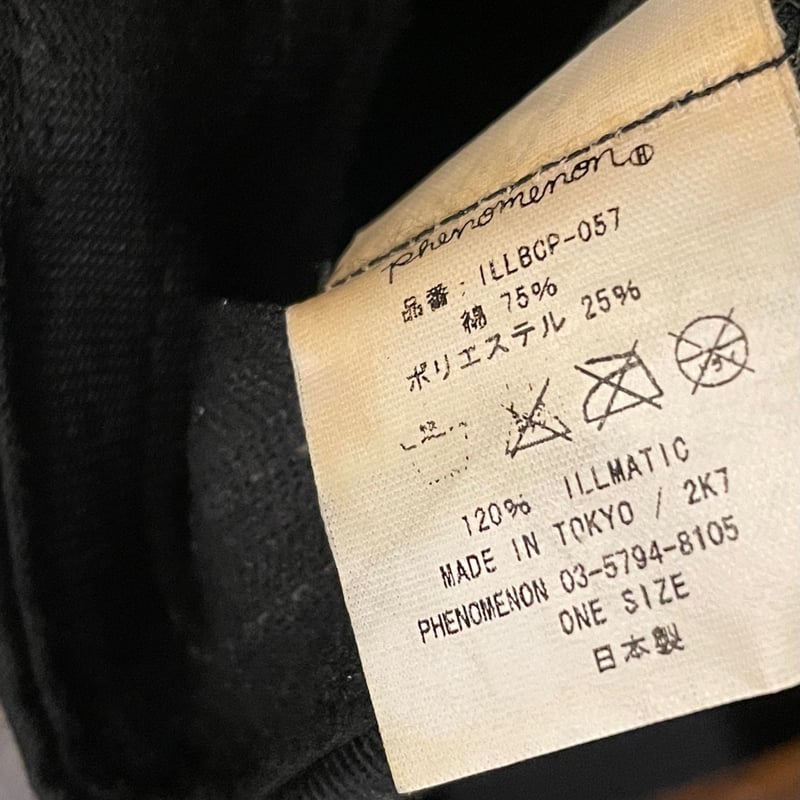 phenomenon®
品番：ILLBCP-057
綿 75%
ポリエステル 25%
120% ILLMATIC
MADE IN TOKYO / 2K7
PHENOMENON 03-5794-8105
ONE SIZE
日本製